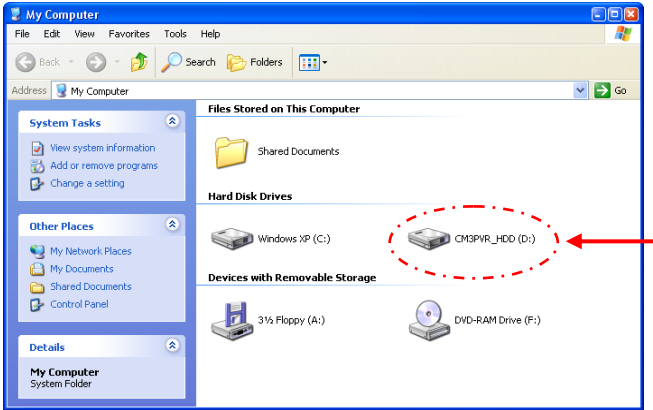 My Computer
File Edit View Favorites Tools Help
Back Search Folders
Address My Computer Go
System Tasks
View system information
Add or remove programs
Change a setting
Other Places
My Network Places
My Documents
Shared Documents
Control Panel
Details
My Computer
System Folder
Files Stored on This Computer
Shared Documents
Hard Disk Drives
Windows XP (C:)
CM3PVR_HDD (D:)
Devices with Removable Storage
3½ Floppy (A:)
DVD-RAM Drive (F:)